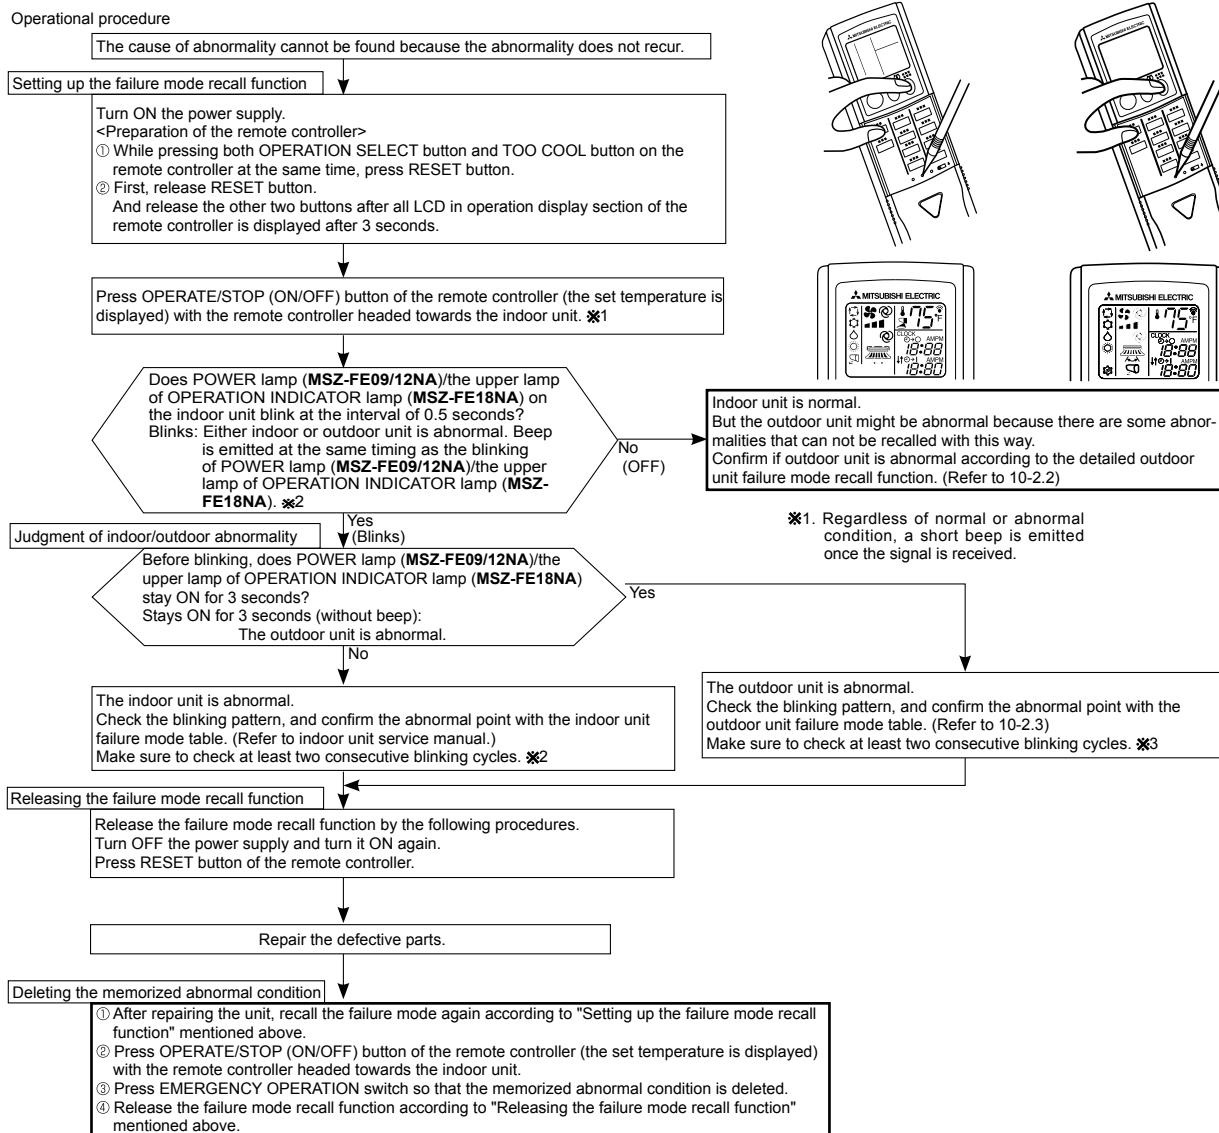 Operational procedure
The cause of abnormality cannot be found because the abnormality does not recur.
Setting up the failure mode recall function
Turn ON the power supply.
<Preparation of the remote controller>
① While pressing both OPERATION SELECT button and TOO COOL button on the
remote controller at the same time, press RESET button.
② First, release RESET button.
And release the other two buttons after all LCD in operation display section of the
remote controller is displayed after 3 seconds.
MITSUBISHI ELECTRIC
MITSUBISHI ELECTRIC
Press OPERATE/STOP (ON/OFF) button of the remote controller (the set temperature is
displayed) with the remote controller headed towards the indoor unit. ※1
MITSUBISHI ELECTRIC
75°F
CLOCK
AMPM
18:88
AMPM
18:80
MITSUBISHI ELECTRIC
75°F
CLOCK
AMPM
18:88
AMPM
18:80
Does POWER lamp (MSZ-FE09/12NA)/the upper lamp
of OPERATION INDICATOR lamp (MSZ-FE18NA) on
the indoor unit blink at the interval of 0.5 seconds?
Blinks: Either indoor or outdoor unit is abnormal. Beep
is emitted at the same timing as the blinking
of POWER lamp (MSZ-FE09/12NA)/the upper
lamp of OPERATION INDICATOR lamp (MSZ-
FE18NA). ※2
No
(OFF)
Indoor unit is normal.
But the outdoor unit might be abnormal because there are some abnor-
malities that can not be recalled with this way.
Confirm if outdoor unit is abnormal according to the detailed outdoor
unit failure mode recall function. (Refer to 10-2.2)
※1. Regardless of normal or abnormal
condition, a short beep is emitted
once the signal is received.
Yes
(Blinks)
Judgment of indoor/outdoor abnormality
Before blinking, does POWER lamp (MSZ-FE09/12NA)/the
upper lamp of OPERATION INDICATOR lamp (MSZ-FE18NA)
stay ON for 3 seconds?
Stays ON for 3 seconds (without beep):
The outdoor unit is abnormal.
Yes
No
The indoor unit is abnormal.
Check the blinking pattern, and confirm the abnormal point with the indoor unit
failure mode table. (Refer to indoor unit service manual.)
Make sure to check at least two consecutive blinking cycles. ※2
The outdoor unit is abnormal.
Check the blinking pattern, and confirm the abnormal point with the
outdoor unit failure mode table. (Refer to 10-2.3)
Make sure to check at least two consecutive blinking cycles. ※3
Releasing the failure mode recall function
Release the failure mode recall function by the following procedures.
Turn OFF the power supply and turn it ON again.
Press RESET button of the remote controller.
Repair the defective parts.
Deleting the memorized abnormal condition
① After repairing the unit, recall the failure mode again according to "Setting up the failure mode recall
function" mentioned above.
② Press OPERATE/STOP (ON/OFF) button of the remote controller (the set temperature is displayed)
with the remote controller headed towards the indoor unit.
③ Press EMERGENCY OPERATION switch so that the memorized abnormal condition is deleted.
④ Release the failure mode recall function according to "Releasing the failure mode recall function"
mentioned above.